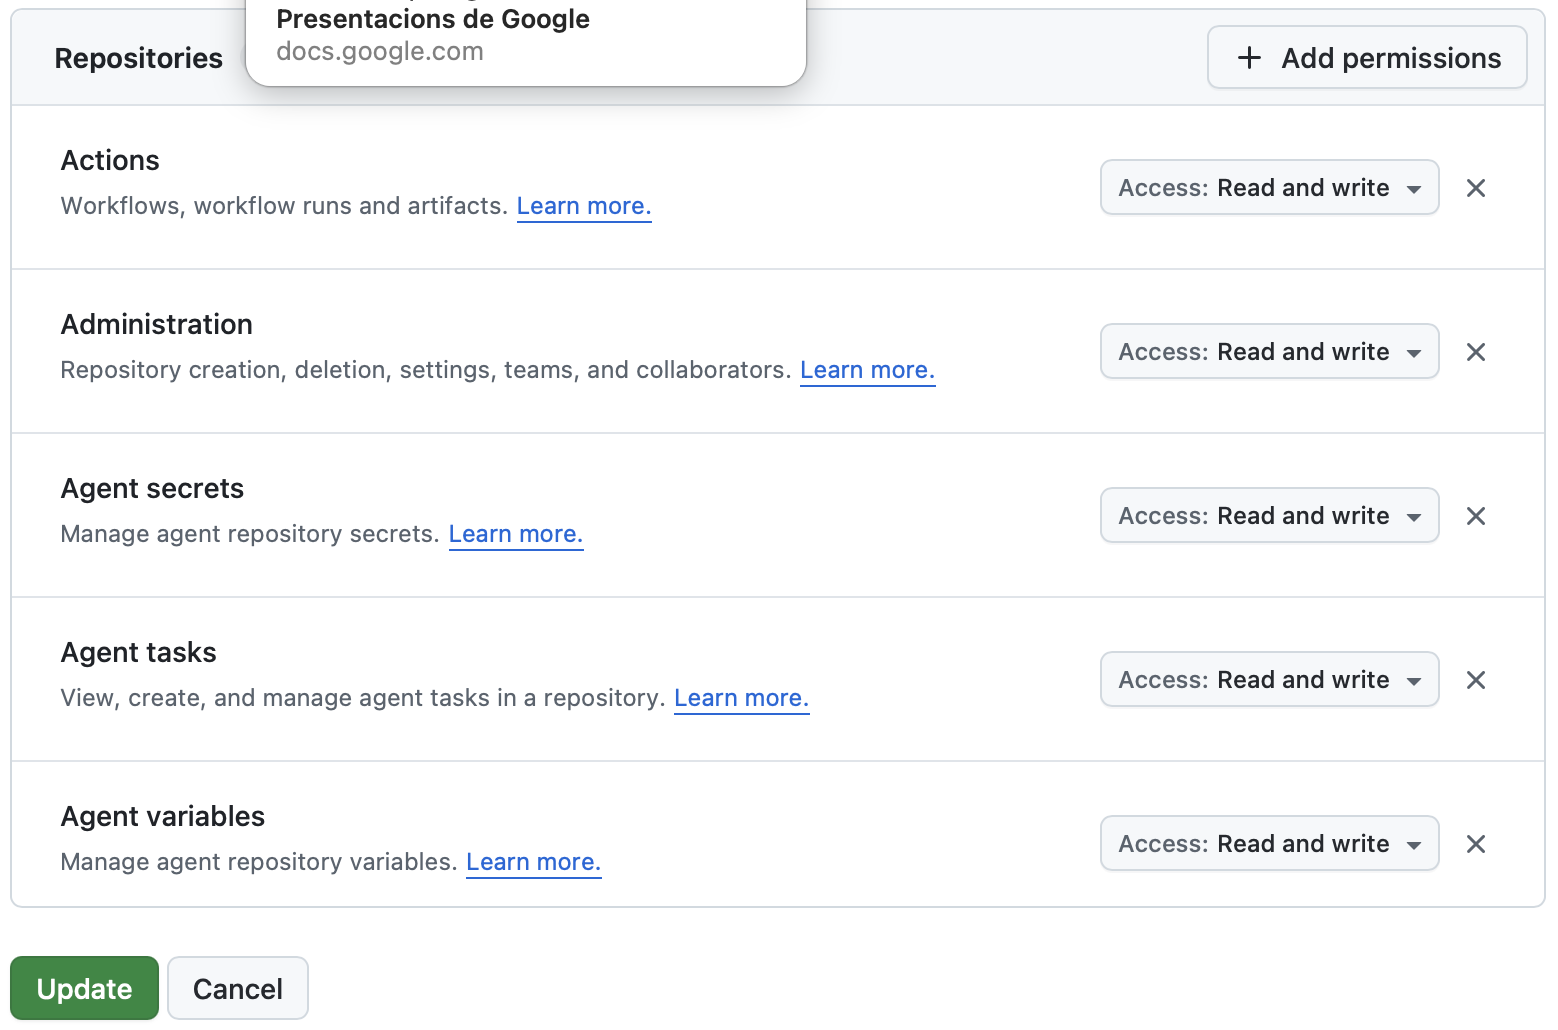 Presentacions de Google
docs.google.com
Repositories
Add permissions
Actions
Workflows, workflow runs and artifacts. Learn more.
Access: Read and write
Administration
Repository creation, deletion, settings, teams, and collaborators. Learn more.
Access: Read and write
Agent secrets
Manage agent repository secrets. Learn more.
Access: Read and write
Agent tasks
View, create, and manage agent tasks in a repository. Learn more.
Access: Read and write
Agent variables
Manage agent repository variables. Learn more.
Access: Read and write
Update
Cancel